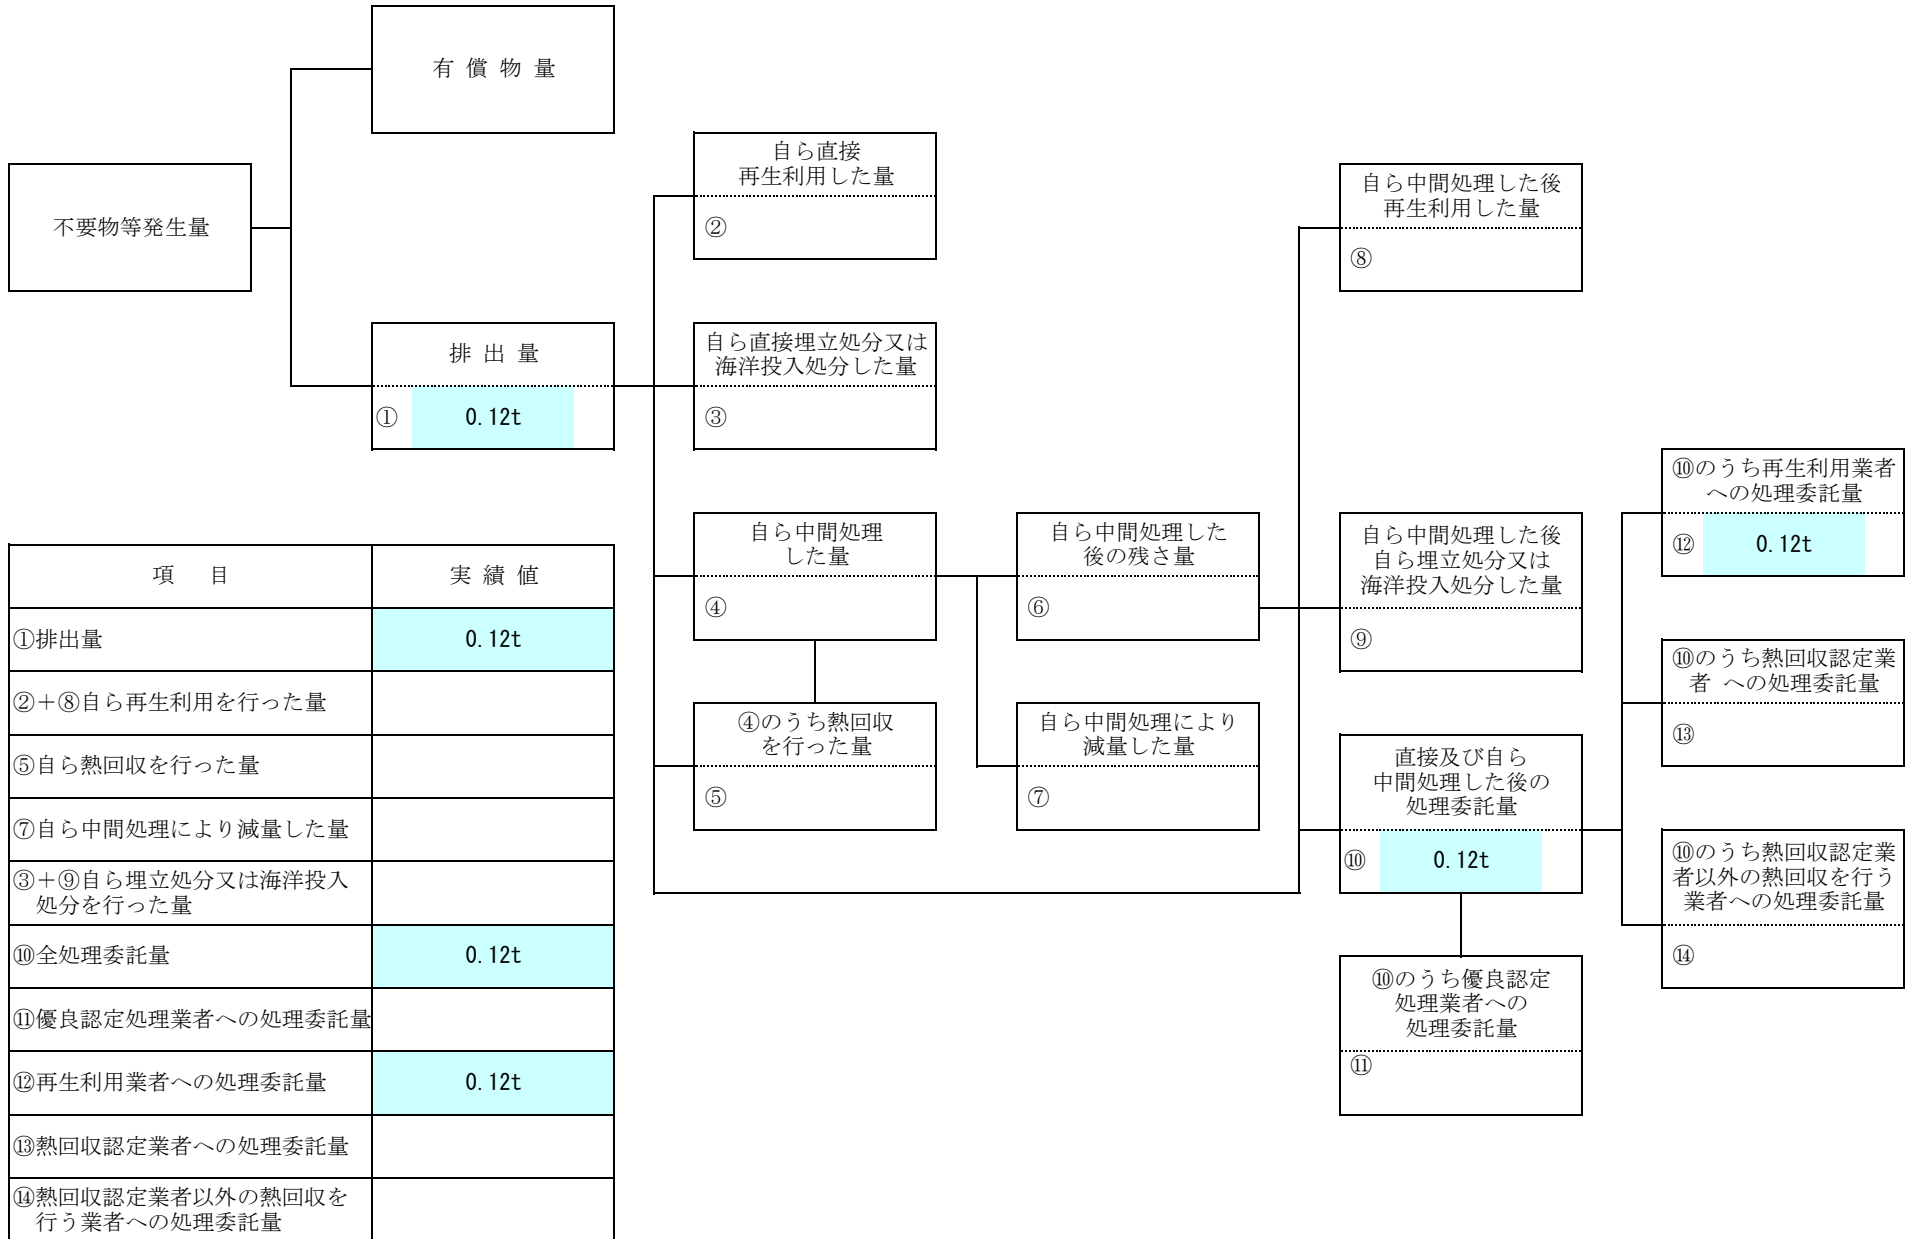 有 償 物 量
不要物等発生量
排 出 量
① 0.12t
自ら直接
再生利用した量
②
自ら直接埋立処分又は
海洋投入処分した量
③
自ら中間処理
した量
④
④のうち熱回収
を行った量
⑤
自ら中間処理した
後の残さ量
⑥
自ら中間処理により
減量した量
⑦
自ら中間処理した後
再生利用した量
⑧
自ら中間処理した後
自ら埋立処分又は
海洋投入処分した量
⑨
直接及び自ら
中間処理した後の
処理委託量
⑩ 0.12t
⑩のうち優良認定
処理業者への
処理委託量
⑪
⑩のうち再生利用業者
への処理委託量
⑫ 0.12t
⑩のうち熱回収認定業
者 への処理委託量
⑬
⑩のうち熱回収認定業
者以外の熱回収を行う
業者への処理委託量
⑭
項 目 実 績 値
①排出量 0.12t
②＋⑧自ら再生利用を行った量
⑤自ら熱回収を行った量
⑦自ら中間処理により減量した量
③＋⑨自ら埋立処分又は海洋投入
処分を行った量
⑩全処理委託量 0.12t
⑪優良認定処理業者への処理委託量
⑫再生利用業者への処理委託量 0.12t
⑬熱回収認定業者への処理委託量
⑭熱回収認定業者以外の熱回収を
行う業者への処理委託量